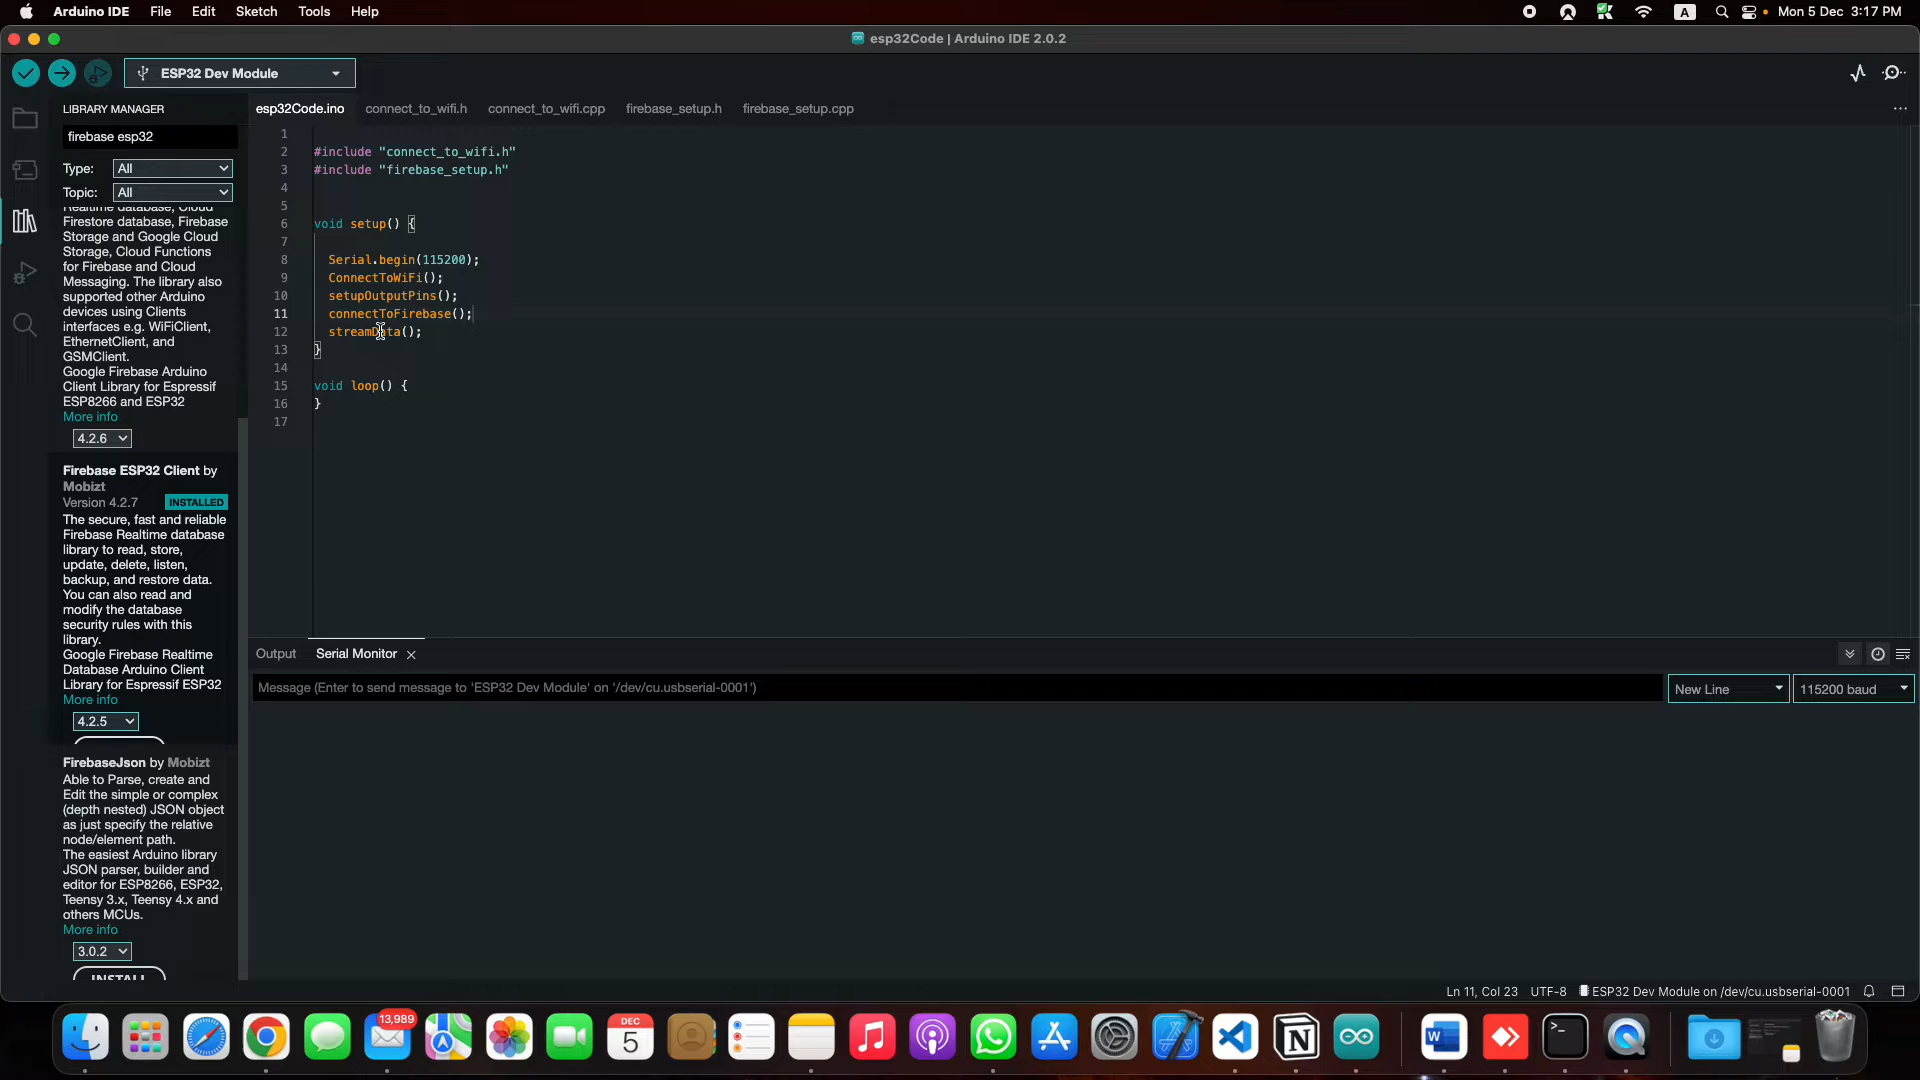 Arduino IDE File Edit Sketch Tools Help
A Mon 5 Dec 3:17 PM
esp32Code | Arduino IDE 2.0.2
ESP32 Dev Module
LIBRARY MANAGER
firebase esp32
Type: All
Topic: All
Realtime database, Cloud
Firestore database, Firebase
Storage and Google Cloud
Storage, Cloud Functions
for Firebase and Cloud
Messaging. The library also
supported other Arduino
devices using Clients
interfaces e.g. WiFiClient,
EthernetClient, and
GSMClient.
Google Firebase Arduino
Client Library for Espressif
ESP8266 and ESP32
More info
4.2.6
Firebase ESP32 Client by
Mobizt
Version 4.2.7 INSTALLED
The secure, fast and reliable
Firebase Realtime database
library to read, store,
update, delete, listen,
backup, and restore data.
You can also read and
modify the database
security rules with this
library.
Google Firebase Realtime
Database Arduino Client
Library for Espressif ESP32
More info
4.2.5
FirebaseJson by Mobizt
Able to Parse, create and
Edit the simple or complex
(depth nested) JSON object
as just specify the relative
node/element path.
The easiest Arduino library
JSON parser, builder and
editor for ESP8266, ESP32,
Teensy 3.x, Teensy 4.x and
others MCUs.
More info
3.0.2
INSTALL
esp32Code.ino connect_to_wifi.h connect_to_wifi.cpp firebase_setup.h firebase_setup.cpp
1
2 #include "connect_to_wifi.h"
3 #include "firebase_setup.h"
4
5
6 void setup() {
7
8 Serial.begin(115200);
9 ConnectToWiFi();
10 setupOutputPins();
11 connectToFirebase();
12 streamData();
13 }
14
15 void loop() {
16 }
17
Output Serial Monitor
Message (Enter to send message to 'ESP32 Dev Module' on '/dev/cu.usbserial-0001')
New Line 115200 baud
Ln 11, Col 23 UTF-8 ESP32 Dev Module on /dev/cu.usbserial-0001
13,989
DEC
5